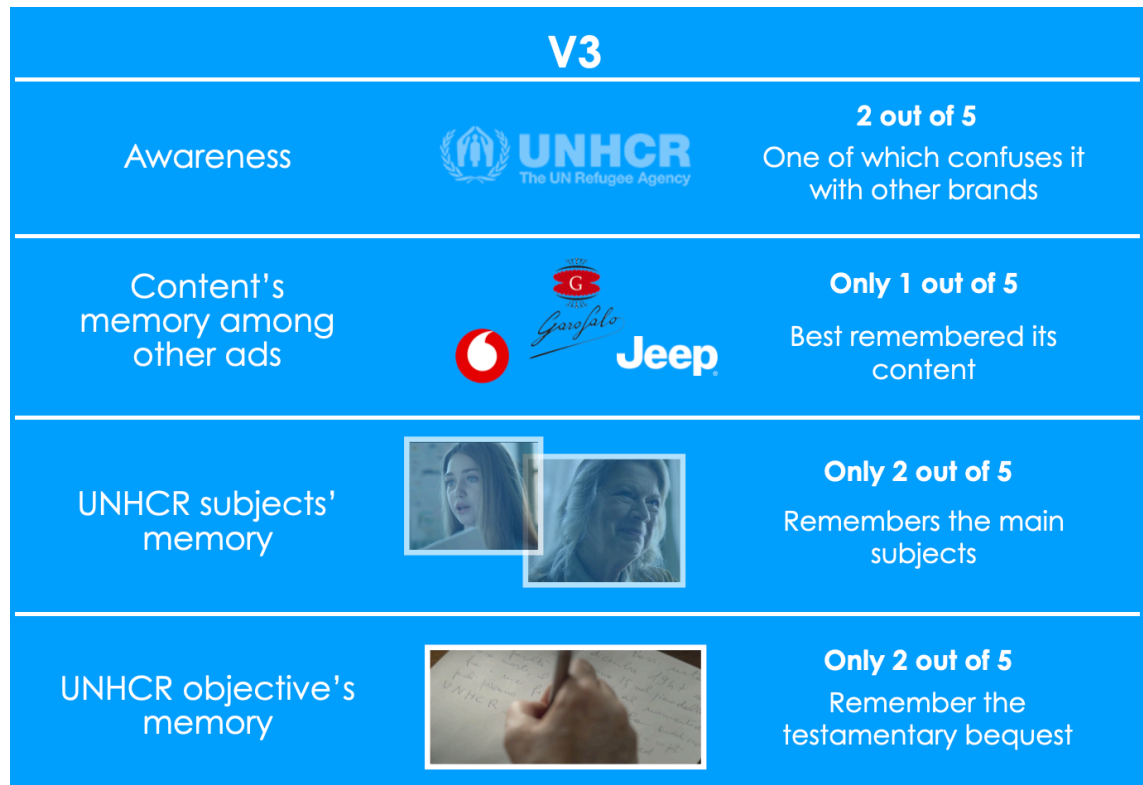 V3
Awareness
UNHCR
The UN Refugee Agency
2 out of 5
One of which confuses it
with other brands
Content’s
memory among
other ads
G
Garofalo
Jeep
Only 1 out of 5
Best remembered its
content
UNHCR subjects’
memory
Only 2 out of 5
Remembers the main
subjects
UNHCR objective’s
memory
UNHCR
Only 2 out of 5
Remember the
testamentary bequest